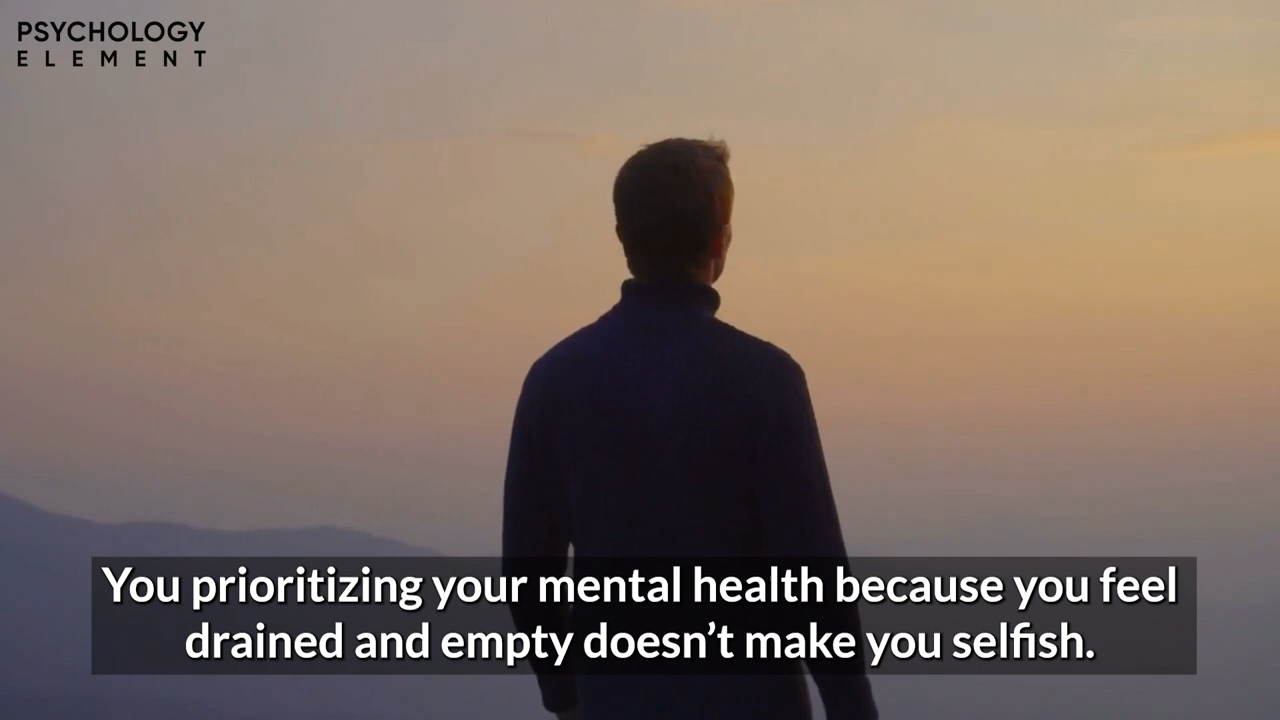 PSYCHOLOGY
ELEMENT
You prioritizing your mental health because you feel
drained and empty doesn’t make you selfish.